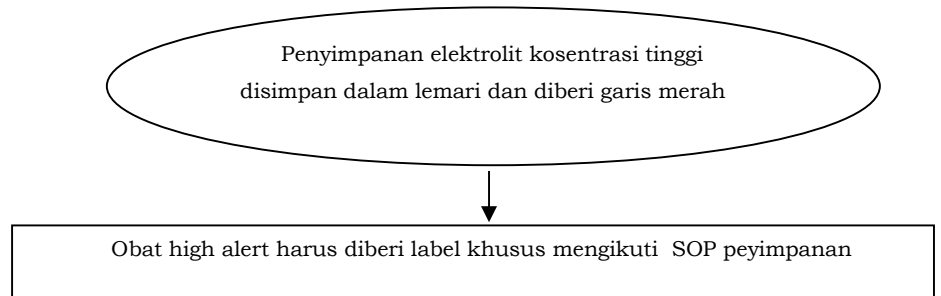 Penyimpanan elektrolit kosentrasi tinggi
disimpan dalam lemari dan diberi garis merah
Obat high alert harus diberi label khusus mengikuti SOP peyimpanan